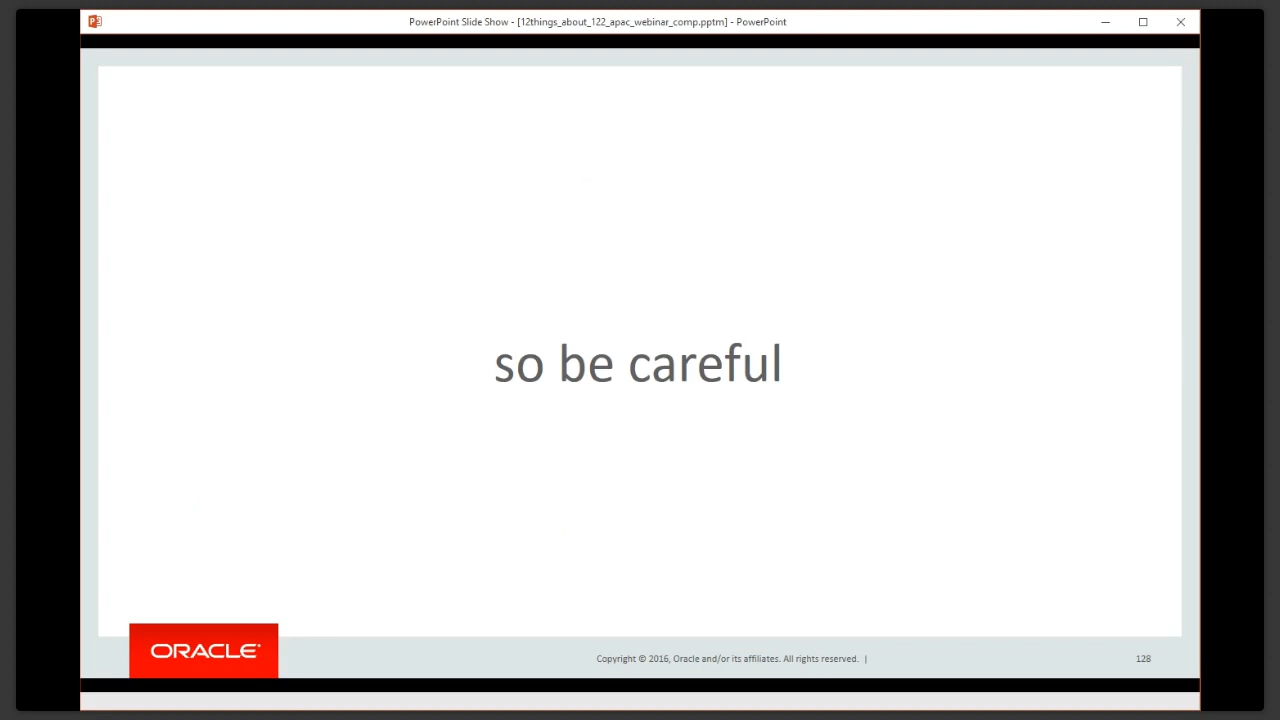 PowerPoint Slide Show - [12things_about_122_apac_webinar_comp.pptm] - PowerPoint
so be careful
ORACLE
Copyright © 2016, Oracle and/or its affiliates. All rights reserved. |
128